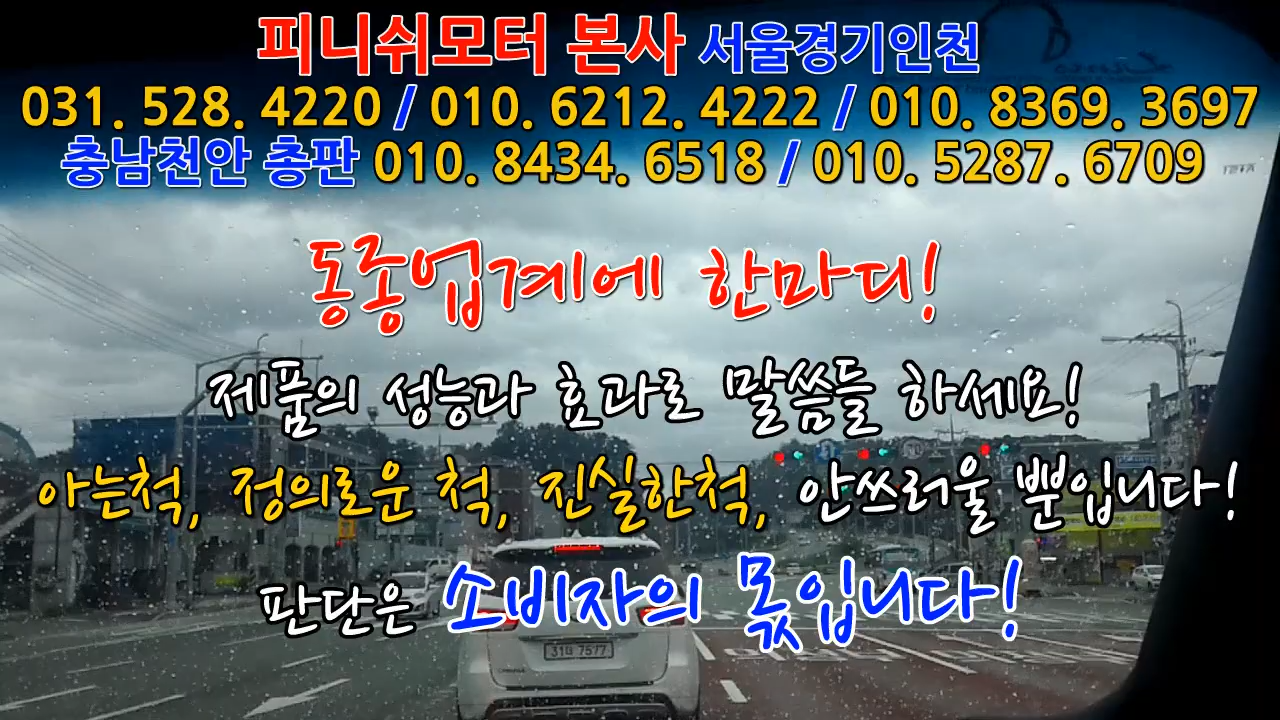 피니쉬모터 본사 서울경기인천
031. 528. 4220 / 010. 6212. 4222 / 010. 8369. 3697
충남천안 총판 010. 8434. 6518 / 010. 5287. 6709
동종업계에 한마디!
제품의 성능과 효과로 말씀들 하세요!
아는척, 정의로운 척, 진실한척, 안쓰러울 뿐입니다!
판단은 소비자의 몫입니다!
7577